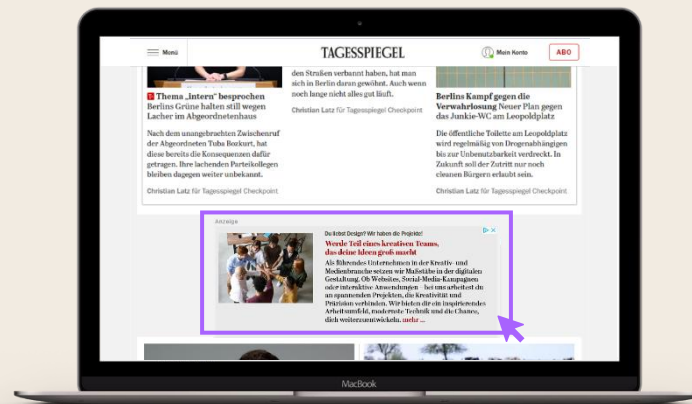 Menü
TAGESSPIEGEL
Mein Konto
ABO
T Thema „intern“ besprochen
Berlins Grüne halten still wegen
Lacher im Abgeordnetenhaus
Nach dem unangebrachten Zwischenruf
der Abgeordneten Tuba Bozkurt, hat
diese bereits die Konsequenzen dafür
getragen. Ihre lachenden Parteikollegen
bleiben dagegen weiter unbekannt.
Christian Latz für Tagesspiegel Checkpoint
den Straßen verbannt haben, hat man
sich in Berlin daran gewöhnt. Auch wenn
noch lange nicht alles gut läuft.
Christian Latz für Tagesspiegel Checkpoint
Berlins Kampf gegen die
Verwahrlosung Neuer Plan gegen
das Junkie-WC am Leopoldplatz
Die öffentliche Toilette am Leopoldplatz
wird regelmäßig von Drogenabhängigen
bis zur Unbenutzbarkeit verdreckt. In
Zukunft soll der Zutritt nur noch
cleanen Bürgern erlaubt sein.
Christian Latz für Tagesspiegel Checkpoint
Anzeige
Du liebst Design? Wir haben die Projekte!
Werde Teil eines kreativen Teams,
das deine Ideen groß macht
Als führendes Unternehmen in der Kreativ- und
Medienbranche setzen wir Maßstäbe in der digitalen
Gestaltung. Ob Websites, Social-Media-Kampagnen
oder interaktive Anwendungen – bei uns arbeitest du
an spannenden Projekten, die Kreativität und
Präzision verbinden. Wir bieten dir ein inspirierendes
Arbeitsumfeld, modernste Technik und die Chance,
dich weiterzuentwickeln. mehr ...
MacBook